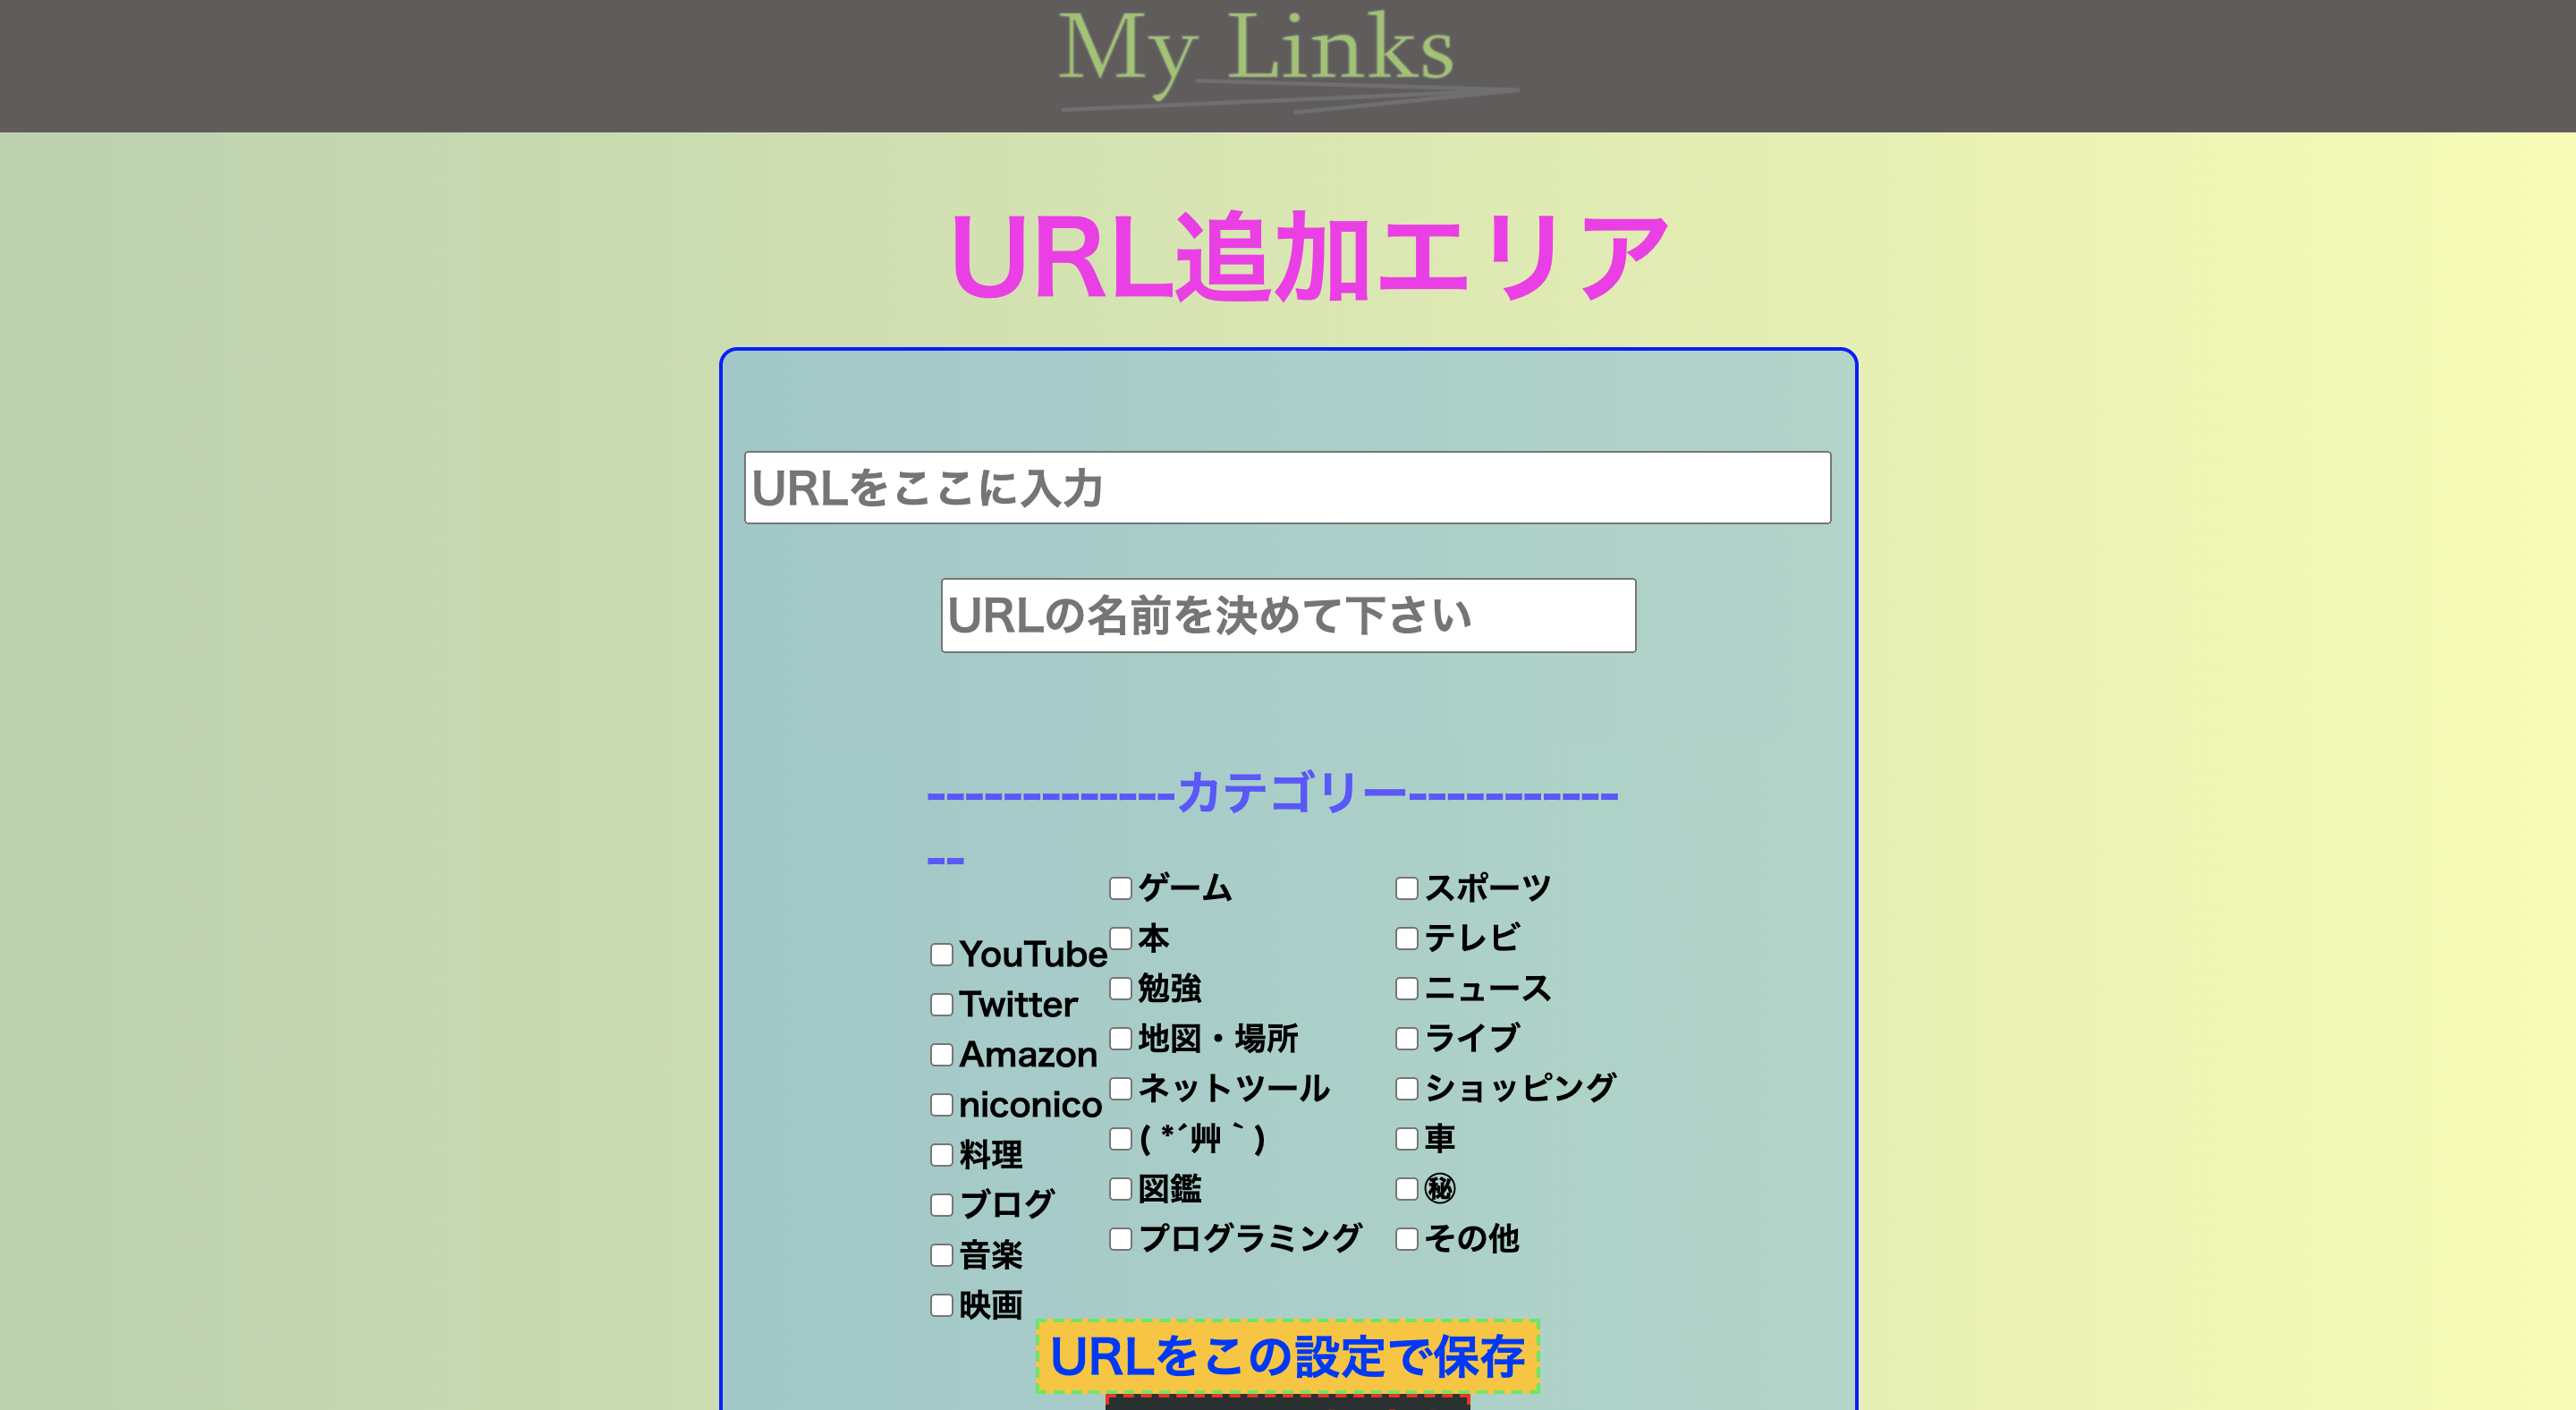 My Links
URL追加エリア
URLをここに入力
URLの名前を決めて下さい
-------------カテゴリー-----------
--
ゲーム
スポーツ
本
テレビ
YouTube
勉強
ニュース
Twitter
地図・場所
ライブ
Amazon
ネットツール
ショッピング
niconico
(*´艸｀)
車
料理
図鑑
㊙
ブログ
プログラミング
その他
音楽
映画
URLをこの設定で保存